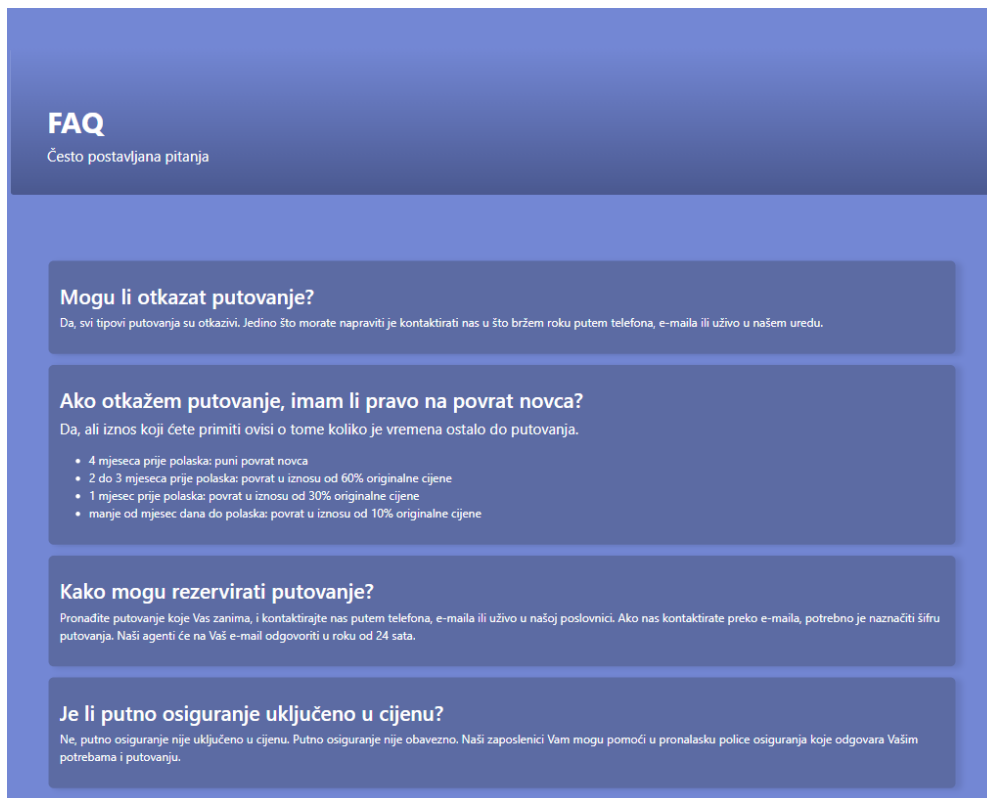 FAQ
Često postavljana pitanja
Mogu li otkazat putovanje?
Da, svi tipovi putovanja su otkazivi. Jedino što morate napraviti je kontaktirati nas u što bržem roku putem telefona, e-maila ili uživo u našem uredu.
Ako otkažem putovanje, imam li pravo na povrat novca?
Da, ali iznos koji ćete primiti ovisi o tome koliko je vremena ostalo do putovanja.
• 4 mjeseca prije polaska: puni povrat novca
• 2 do 3 mjeseca prije polaska: povrat u iznosu od 60% originalne cijene
• 1 mjesec prije polaska: povrat u iznosu od 30% originalne cijene
• manje od mjesec dana do polaska: povrat u iznosu od 10% originalne cijene
Kako mogu rezervirati putovanje?
Pronađite putovanje koje Vas zanima, i kontaktirajte nas putem telefona, e-maila ili uživo u našoj poslovnici. Ako nas kontaktirate preko e-maila, potrebno je naznačiti šifru
putovanja. Naši agenti će na Vaš e-mail odgovoriti u roku od 24 sata.
Je li putno osiguranje uključeno u cijenu?
Ne, putno osiguranje nije uključeno u cijenu. Putno osiguranje nije obavezno. Naši zaposlenici Vam mogu pomoći u pronalasku police osiguranja koje odgovara Vašim
potrebama i putovanju.